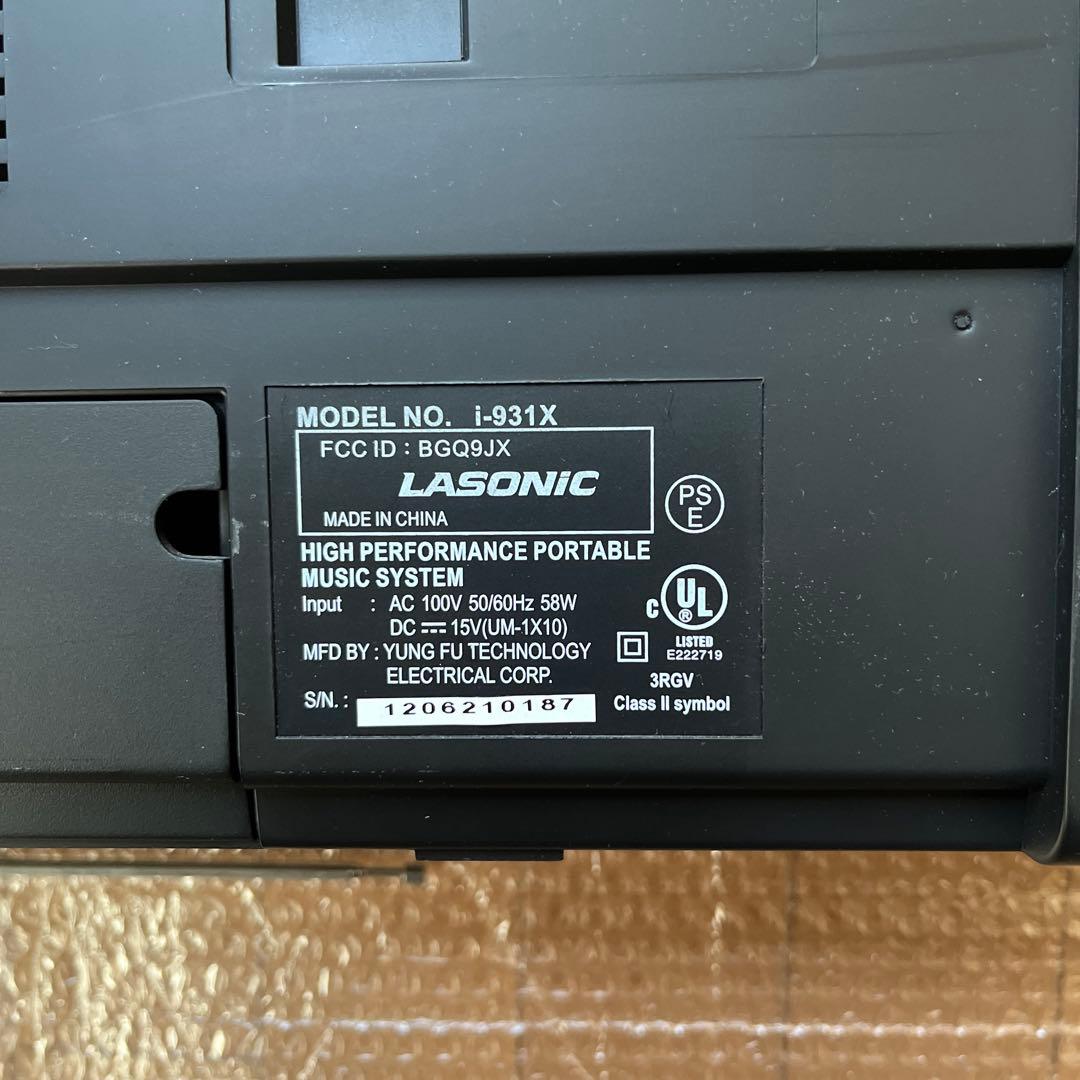 MODEL NO. i-931X
FCC ID : BGQ9JX
LASONiC
MADE IN CHINA
PS
E
HIGH PERFORMANCE PORTABLE
MUSIC SYSTEM
Input : AC 100V 50/60Hz 58W
DC 15V(UM-1X10)
MFD BY : YUNG FU TECHNOLOGY
ELECTRICAL CORP.
S/N. : 1206210187
C UL ®
LISTED
E222719
3RGV
Class II symbol